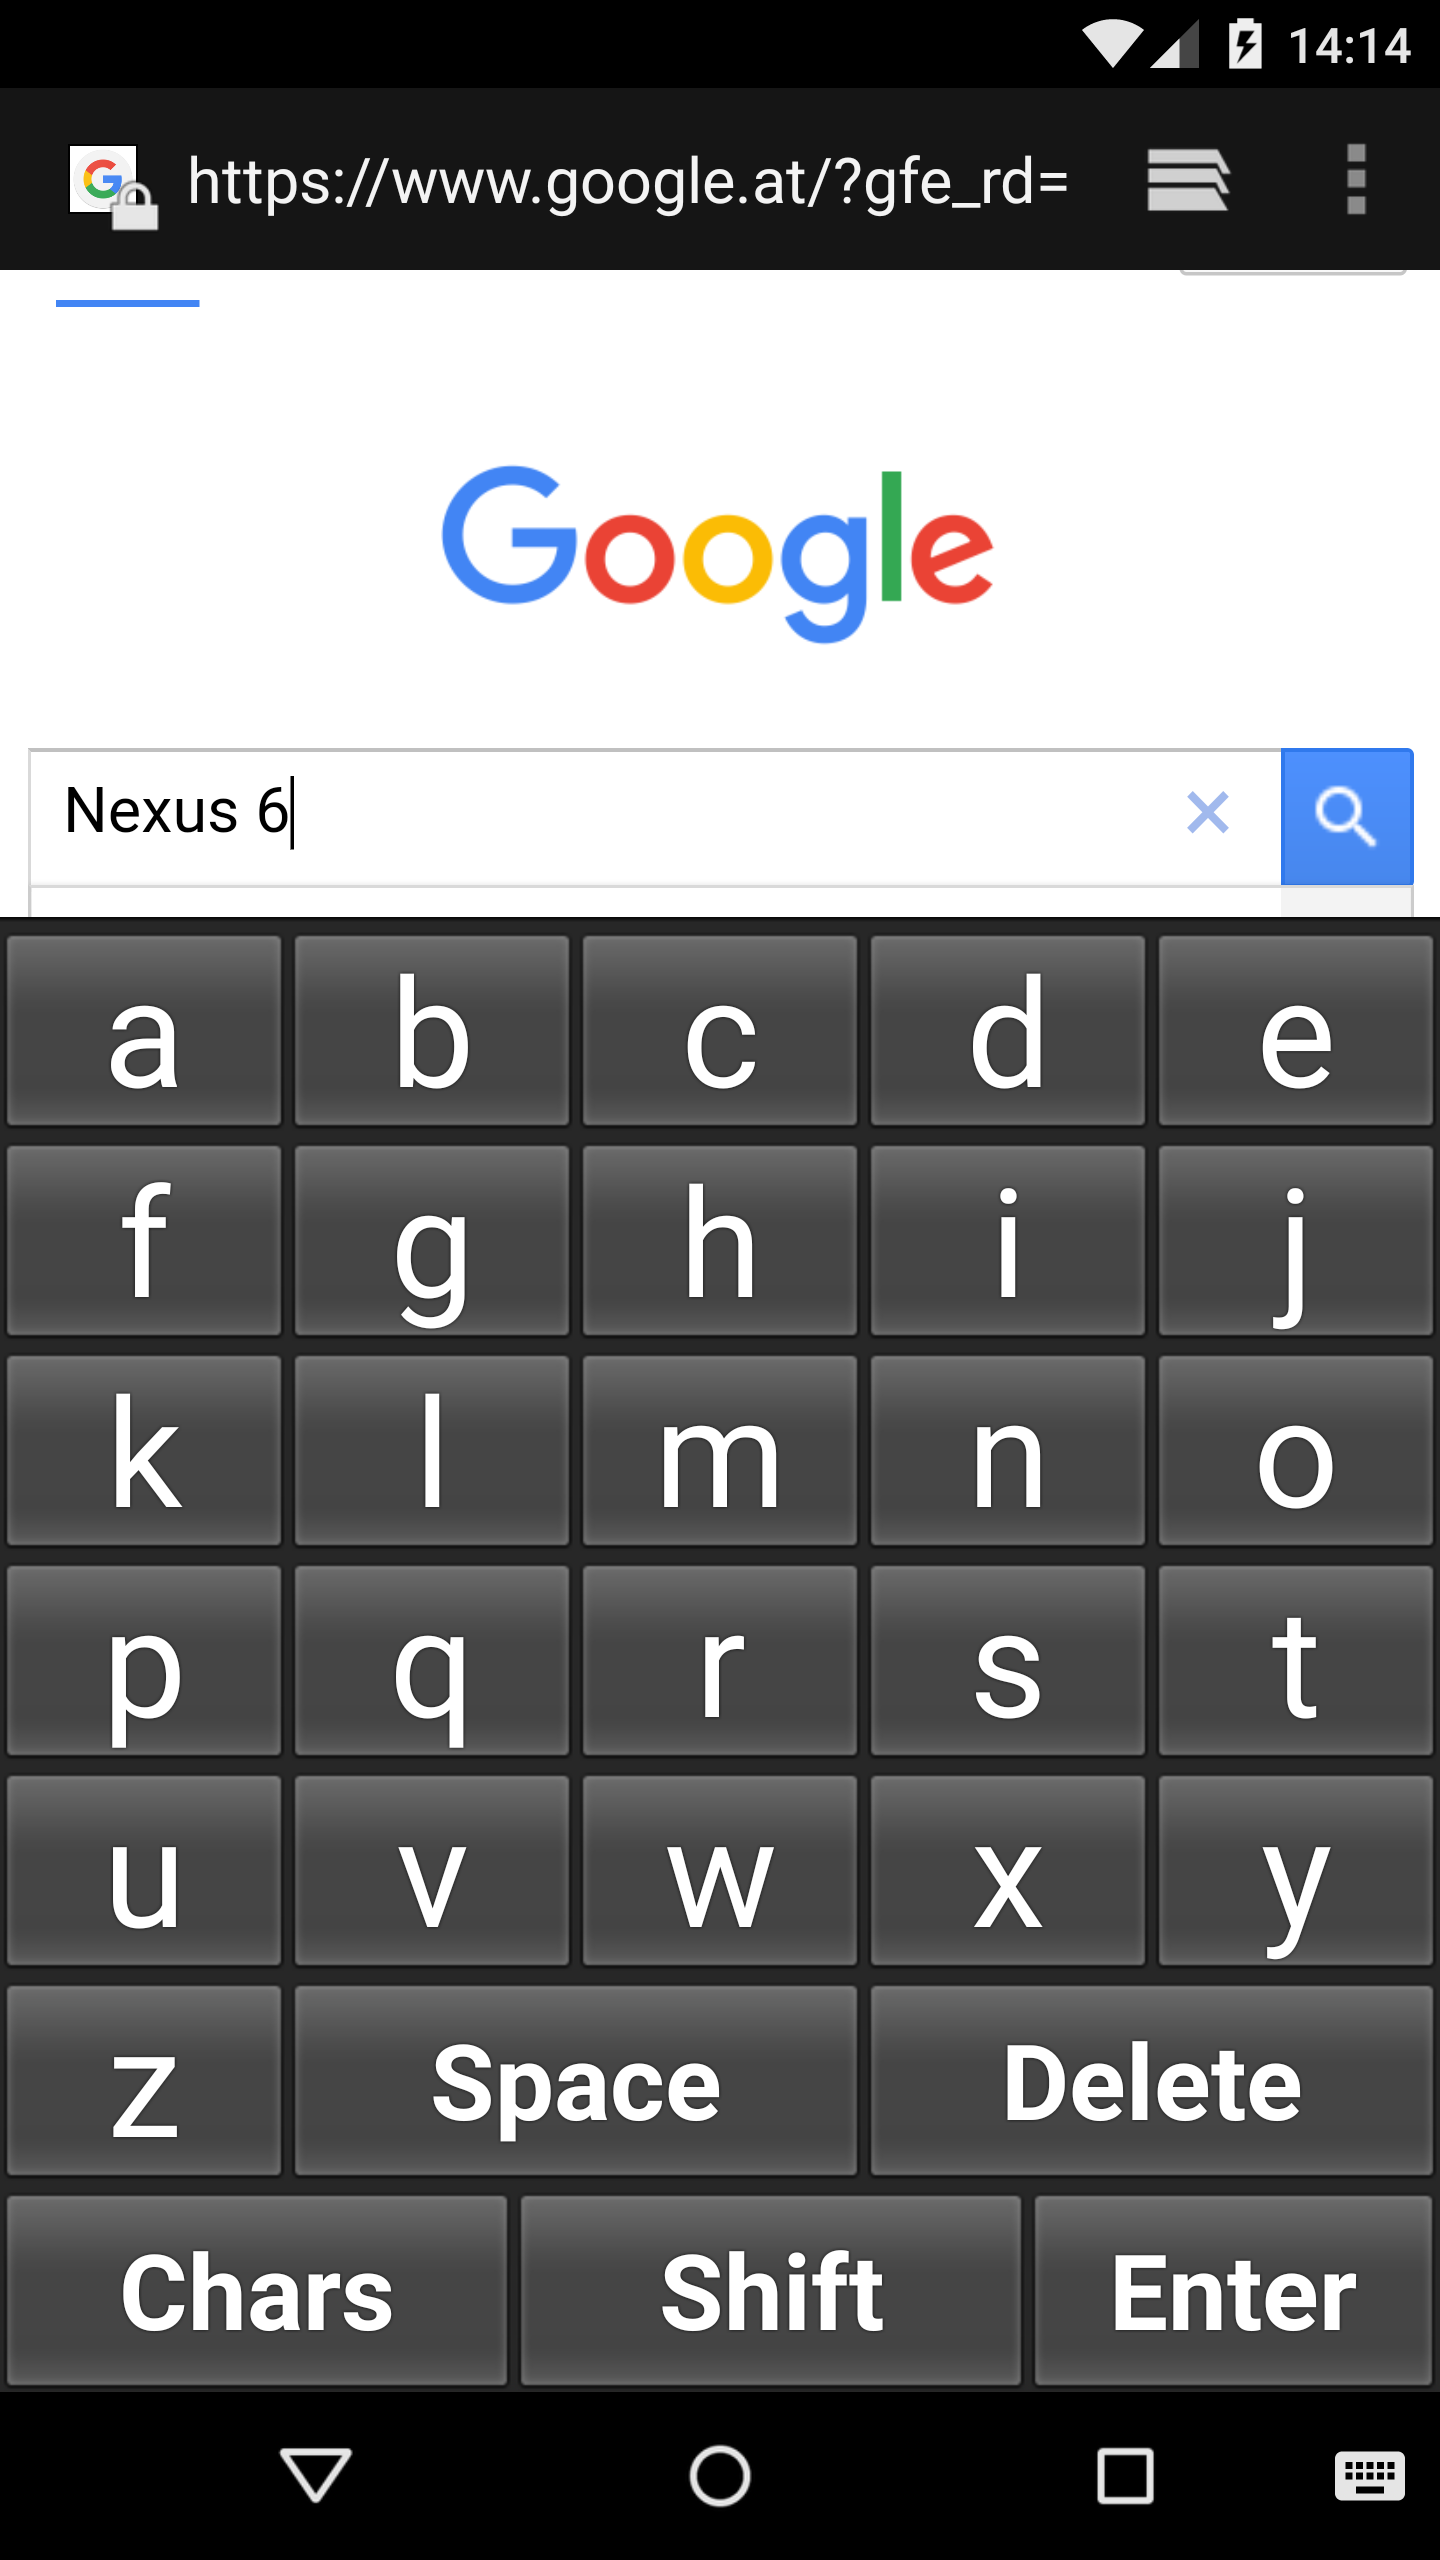 14:14
https://www.google.at/?gfe_rd=
Google
Nexus 6
a b c d e
f g h i j
k l m n o
p q r s t
u v w x y
z Space Delete
Chars Shift Enter